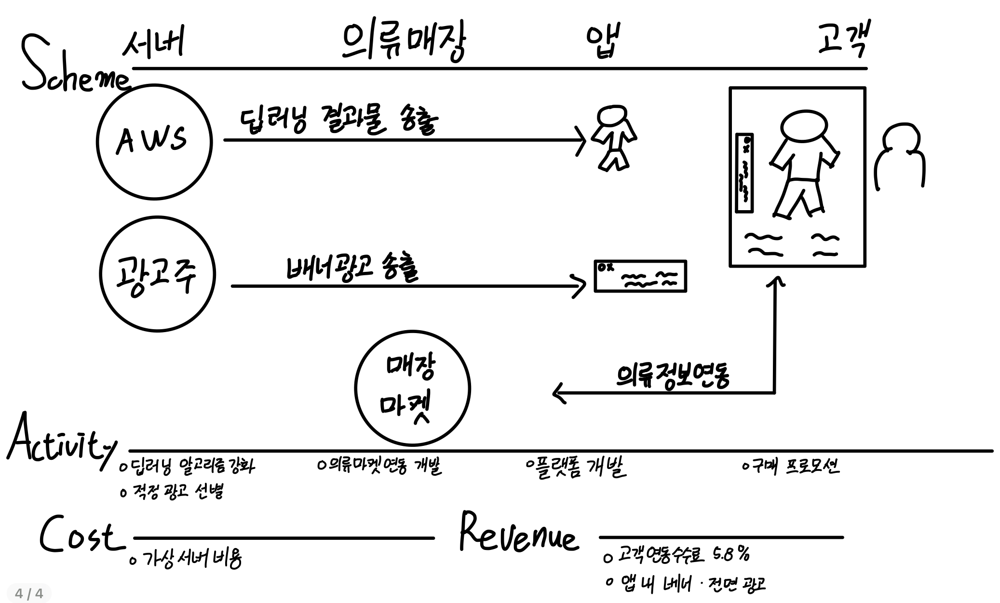 Scheme
서버 의류매장 앱 고객
AWS
딥러닝 결과물 송출
광고주
배너광고 송출
매장
마켓
의류정보연동
Activity
딥러닝 알고리즘 강화
적정 광고 선별
의류마켓 연동 개발
플랫폼 개발
구매 프로모션
Cost
가상 서버 비용
Revenue
고객 연동수수료 5.8%
앱 내 베너 · 전면 광고
4 / 4